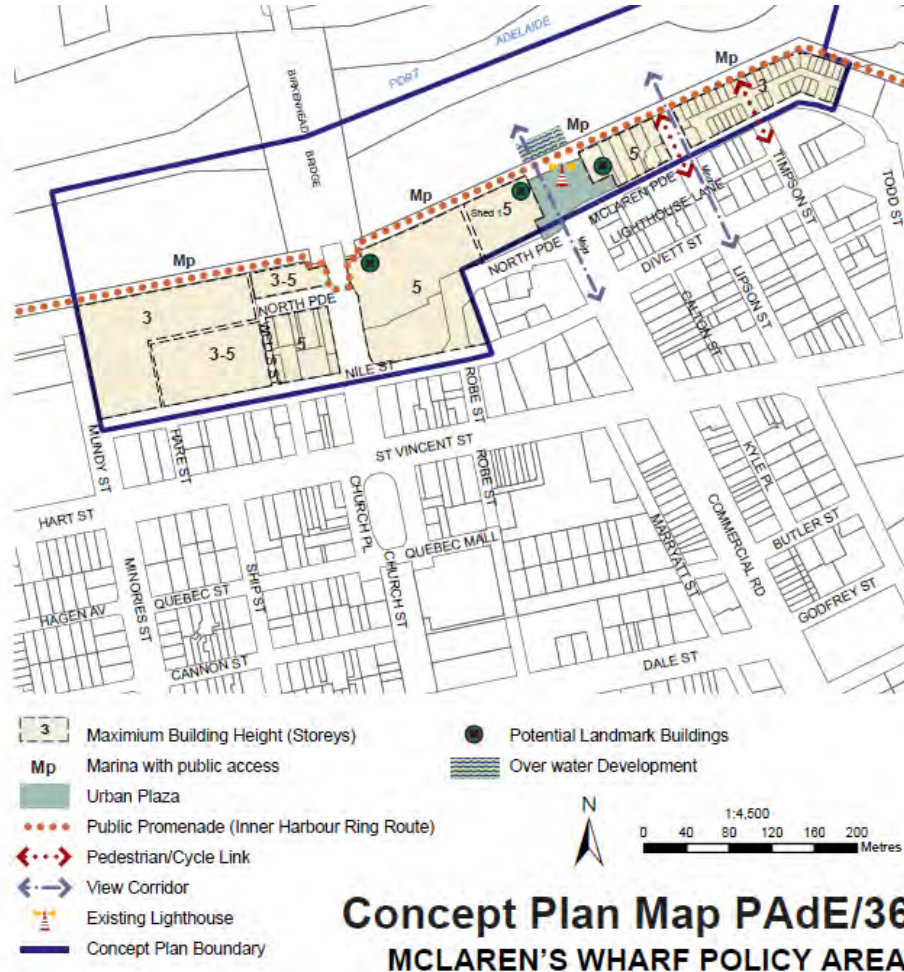 ADELAIDE
PORT
BIRKENHEAD
BRIDGE
Mp
Mp
Mp
Mp
Mp
3
5
5
Shed 1
5
3-5
3
3-5
5
NORTH PDE
NILE ST
NORTH PDE
MCLAREN PDE
LIGHTHOUSE LANE
DIVETT ST
TIMPSON ST
TODD ST
LIPSON ST
CALTON ST
MUNDY ST
HARE ST
ROBE ST
ST VINCENT ST
ROBE ST
HART ST
CHURCH PL
QUEBEC MALL
KYLE PL
COMMERCIAL RD
BUTLER ST
MARRYATT ST
GODFREY ST
MINORIES ST
QUEBEC ST
SHIP ST
CHURCH ST
HAGEN AV
CANNON ST
DALE ST
3 Maximium Building Height (Storeys)
Mp Marina with public access
Urban Plaza
Public Promenade (Inner Harbour Ring Route)
Pedestrian/Cycle Link
View Corridor
Existing Lighthouse
Concept Plan Boundary
Potential Landmark Buildings
Over water Development
N
1:4,500
0 40 80 120 160 200
Metres
Concept Plan Map PAdE/36
MCLAREN'S WHARF POLICY AREA